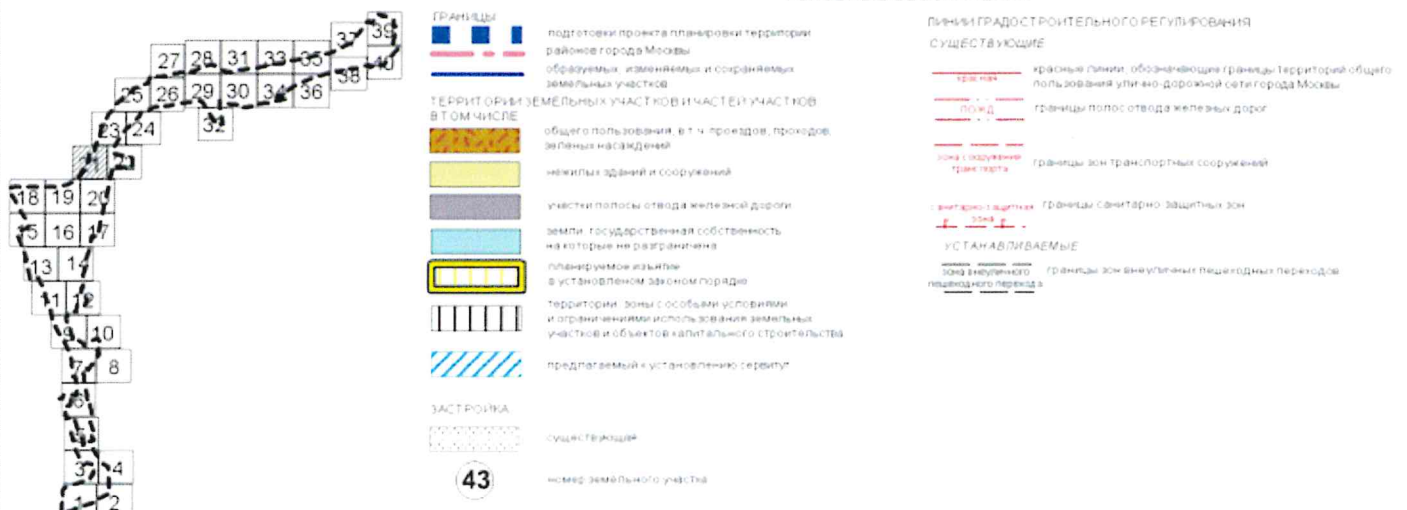 39
37
27 28 31 33 35
40
38
25 26 29 30 34 36
32
23 24
21
18 19 20
15 16 17
13 14
11 12
9 10
7 8
6
5
3 4
1 2
ГРАНИЦЫ
подготовки проекта планировки территории
районов города Москвы
образуемых, изменяемых и сохраняемых
земельных участков
ТЕРРИТОРИИ ЗЕМЕЛЬНЫХ УЧАСТКОВ И ЧАСТЕЙ УЧАСТКОВ
В ТОМ ЧИСЛЕ
общего пользования, в т.ч. проездов, проходов,
зеленых насаждений
нежилых зданий и сооружений
участки полосы отвода железной дороги
земли, государственная собственность
на которые не разграничена
планируемое изъятие
в установленом законом порядке
территории, зоны с особыми условиями
и ограничениями использования земельных
участков и объектов капитального строительства
предлагаемый к установлению сервитут
ЗАСТРОЙКА
существующая
43
номер земельного участка
ЛИНИИ ГРАДОСТРОИТЕЛЬНОГО РЕГУЛИРОВАНИЯ
СУЩЕСТВУЮЩИЕ
красная
красные линии, обозначающие границы территорий общего
пользования улично-дорожной сети города Москвы
границы полос отвода железных дорог
зона сооружения
транспорта
границы зон транспортных сооружений
санитарно-защитная
зона
границы санитарно-защитных зон
УСТАНАВЛИВАЕМЫЕ
зона внеуличного
пешеходного перехода
границы зон внеуличных пешеходных переходов